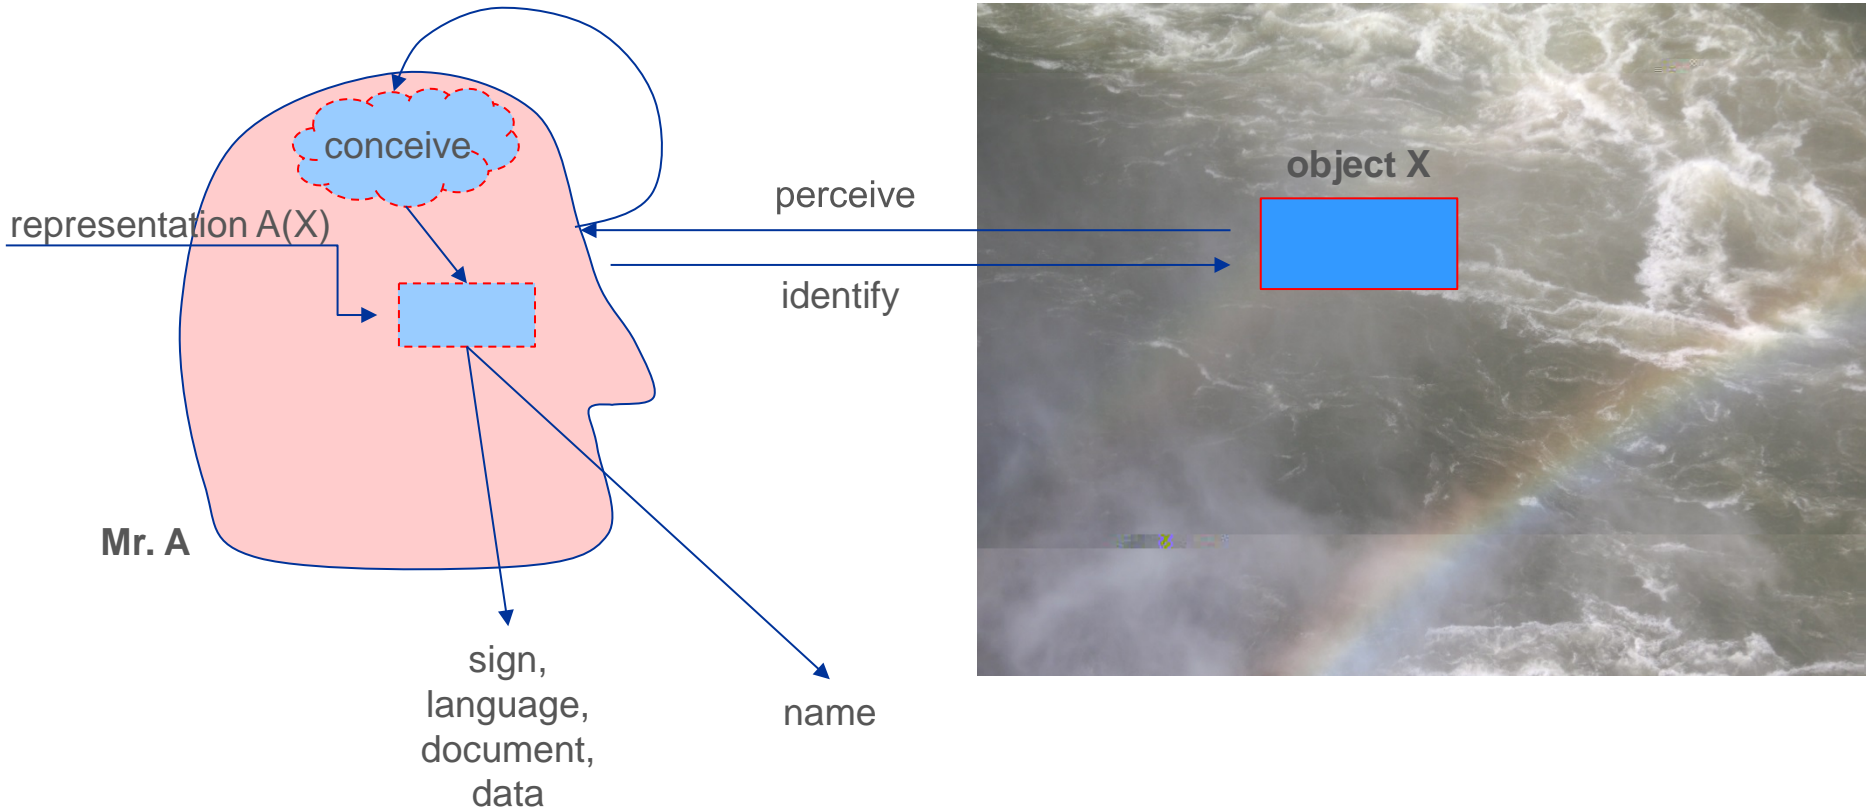 conceive
object X
perceive
representation A(X)
identify
Mr. A
sign,
language,
document,
data
name